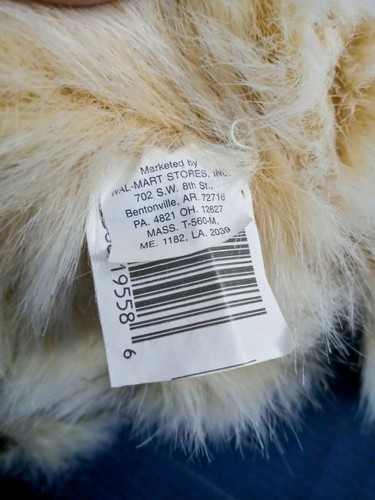 Marketed by
WAL-MART STORES, INC.
702 S.W. 8th St.,
Bentonville, AR 72716
PA. 4821 OH. 12627
MASS. T-560-M,
ME. 1182, LA. 2039
19558 6